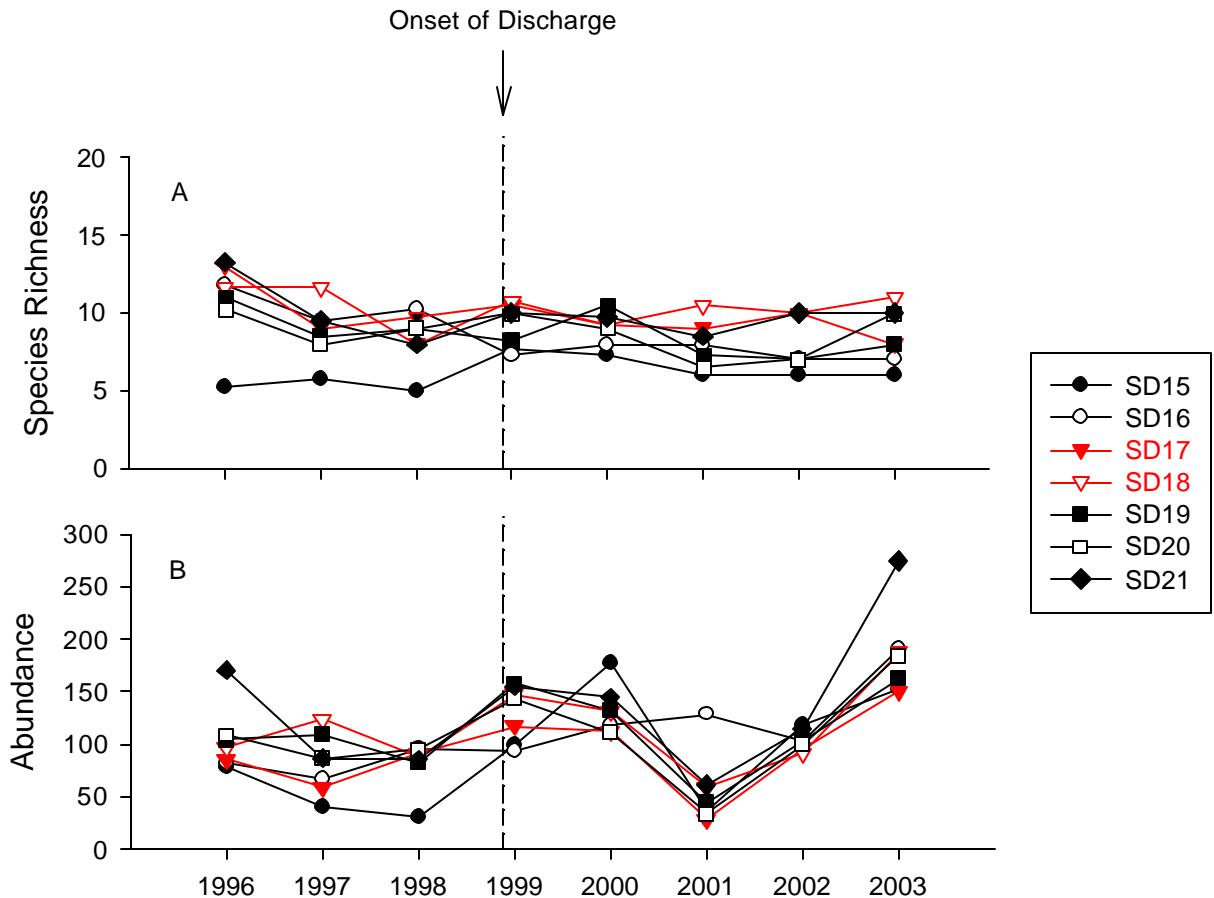 Onset of Discharge
A
Species Richness
20
15
10
5
0
B
Abundance
300
250
200
150
100
50
0
1996 1997 1998 1999 2000 2001 2002 2003
SD15
SD16
SD17
SD18
SD19
SD20
SD21